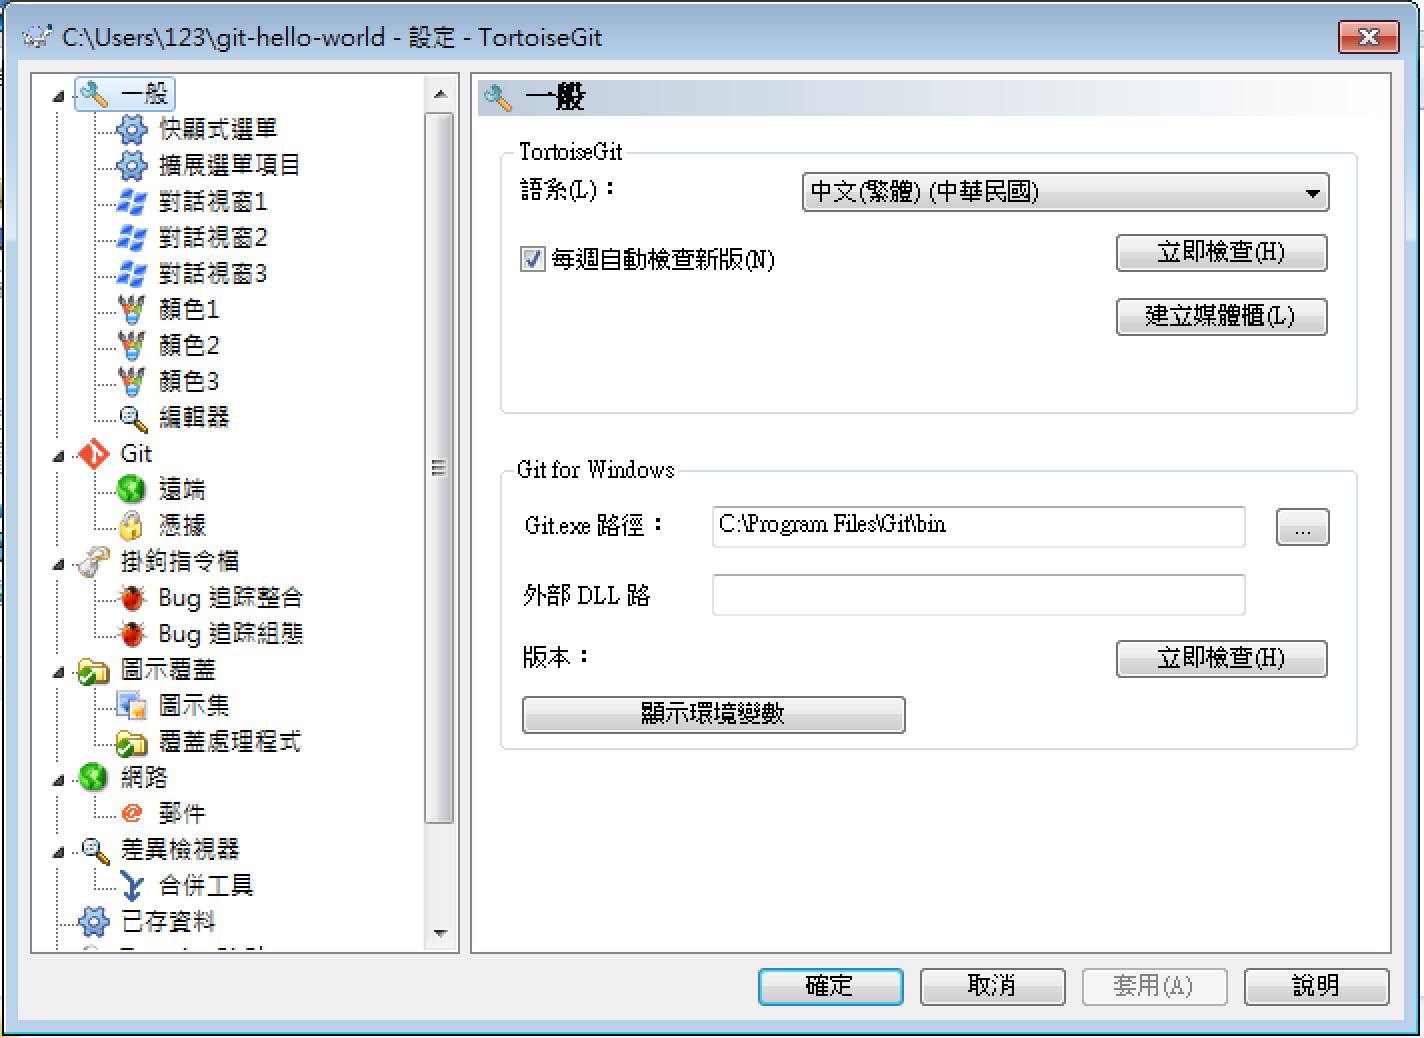 C:\Users\123\git-hello-world - 設定 - TortoiseGit
一般
快顯式選單
擴展選單項目
對話視窗1
對話視窗2
對話視窗3
顏色1
顏色2
顏色3
編輯器
Git
遠端
憑據
掛鉤指令檔
Bug 追踪整合
Bug 追踪組態
圖示覆蓋
圖示集
覆蓋處理程式
網路
郵件
差異檢視器
合併工具
已存資料
一般
TortoiseGit
語系(L)：
中文(繁體) (中華民國)
每週自動檢查新版(N)
立即檢查(H)
建立媒體櫃(L)
Git for Windows
Git.exe 路徑：
C:\Program Files\Git\bin
...
外部 DLL 路
版本：
立即檢查(H)
顯示環境變數
確定
取消
套用(A)
說明